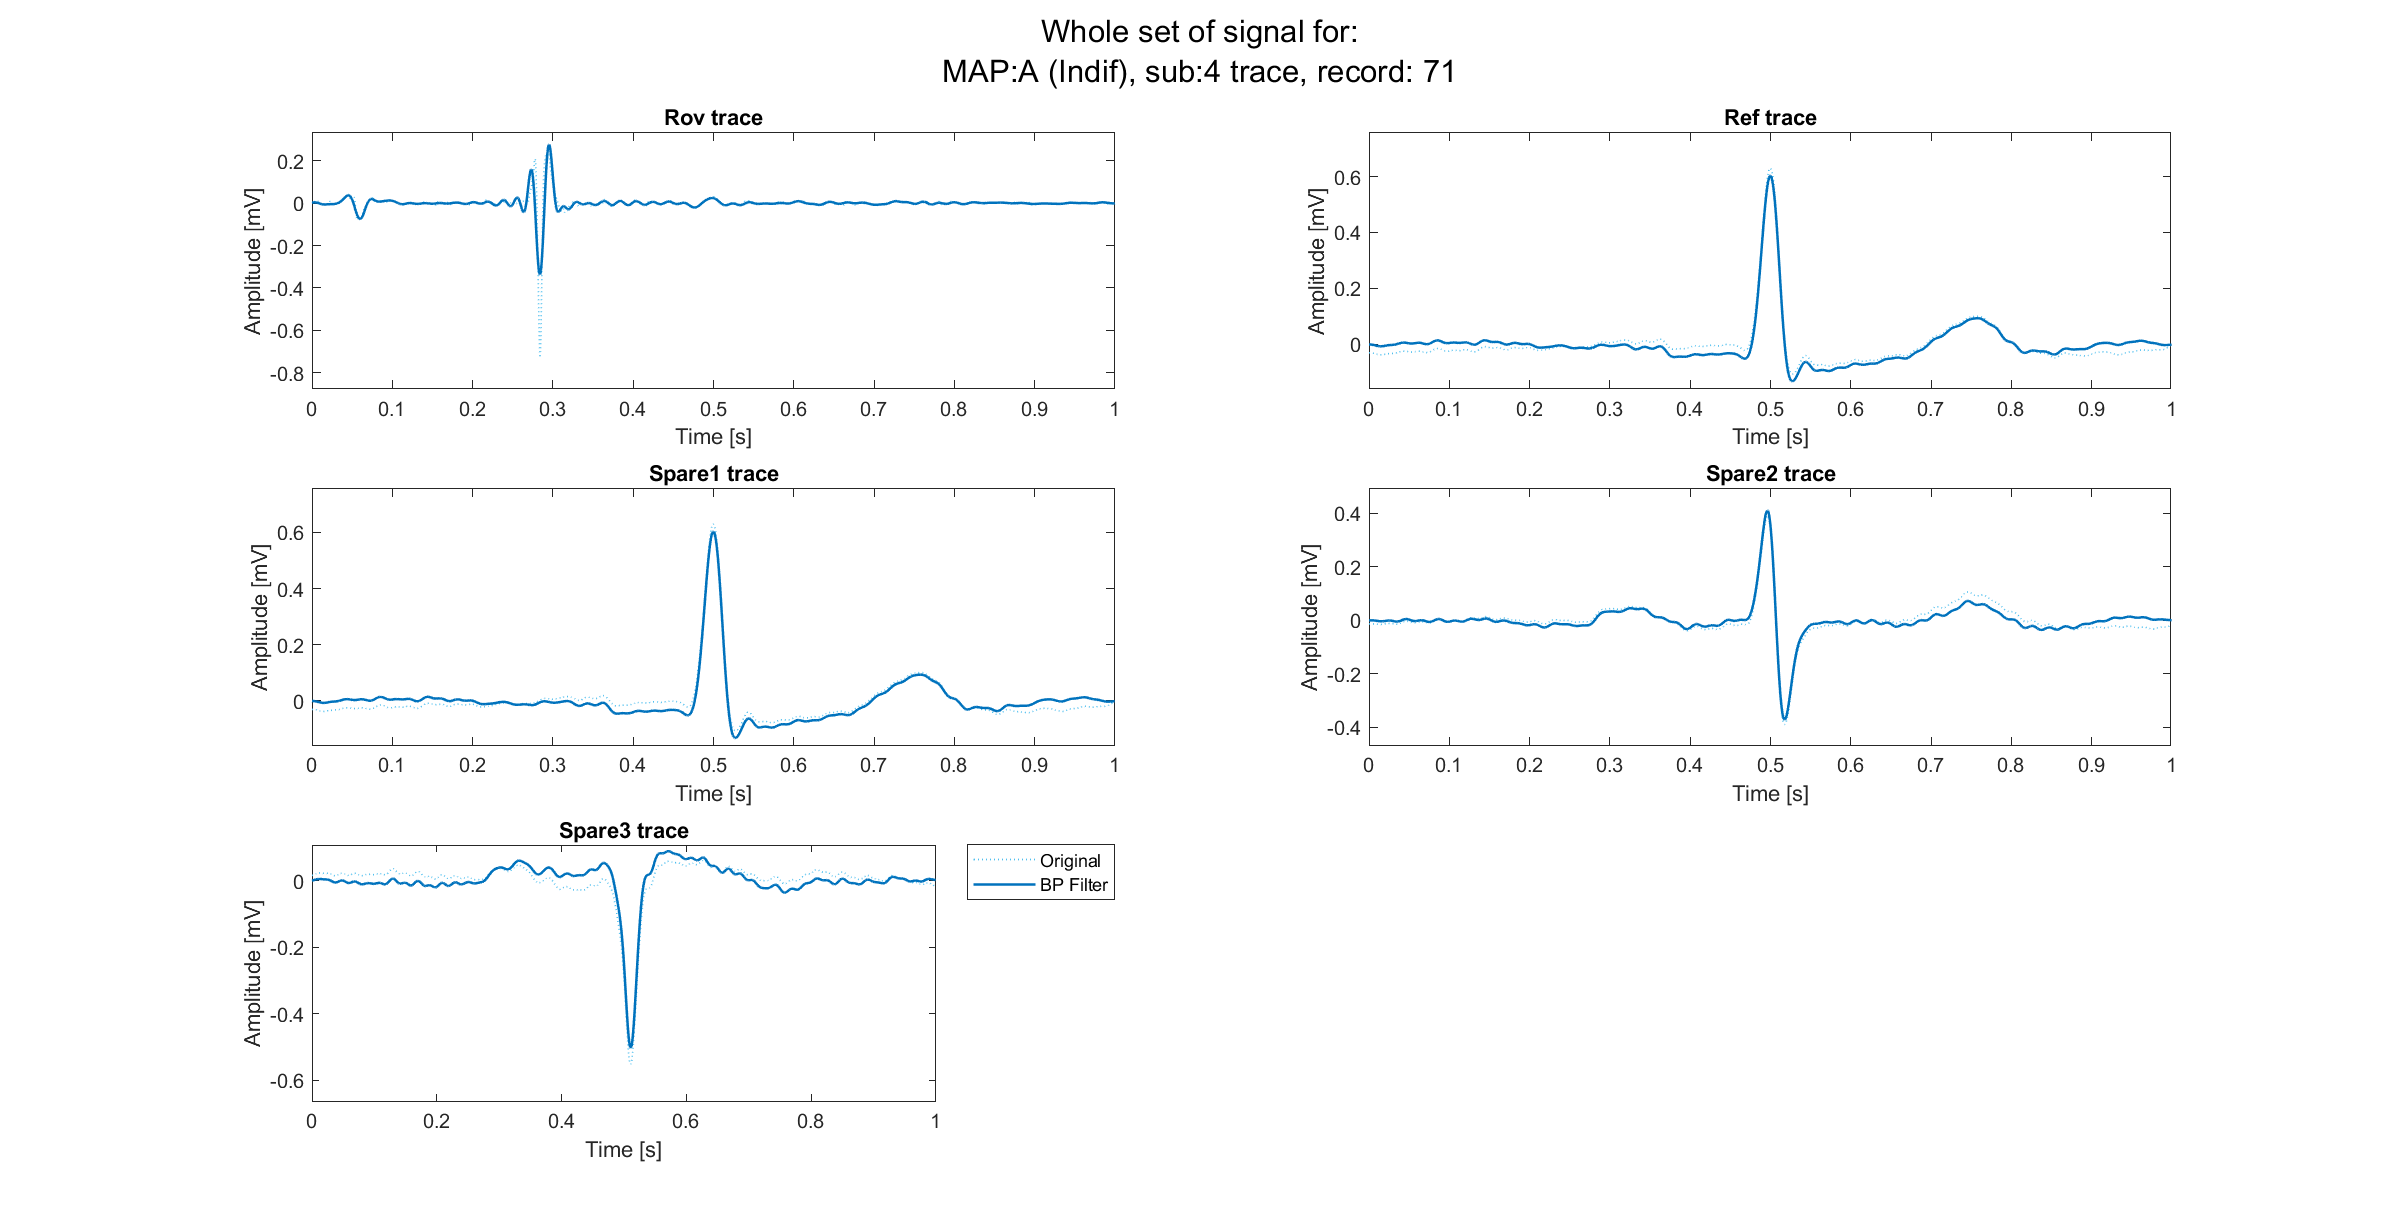 Whole set of signal for:
MAP:A (Indif), sub:4 trace, record: 71
Rov trace
Amplitude [mV]
0.2
0
-0.2
-0.4
-0.6
-0.8
0 0.1 0.2 0.3 0.4 0.5 0.6 0.7 0.8 0.9 1
Time [s]
Ref trace
Amplitude [mV]
0.6
0.4
0.2
0
0 0.1 0.2 0.3 0.4 0.5 0.6 0.7 0.8 0.9 1
Time [s]
Spare1 trace
Amplitude [mV]
0.6
0.4
0.2
0
0 0.1 0.2 0.3 0.4 0.5 0.6 0.7 0.8 0.9 1
Time [s]
Spare2 trace
Amplitude [mV]
0.4
0.2
0
-0.2
-0.4
0 0.1 0.2 0.3 0.4 0.5 0.6 0.7 0.8 0.9 1
Time [s]
Spare3 trace
Amplitude [mV]
0
-0.2
-0.4
-0.6
0 0.2 0.4 0.6 0.8 1
Time [s]
Original
BP Filter